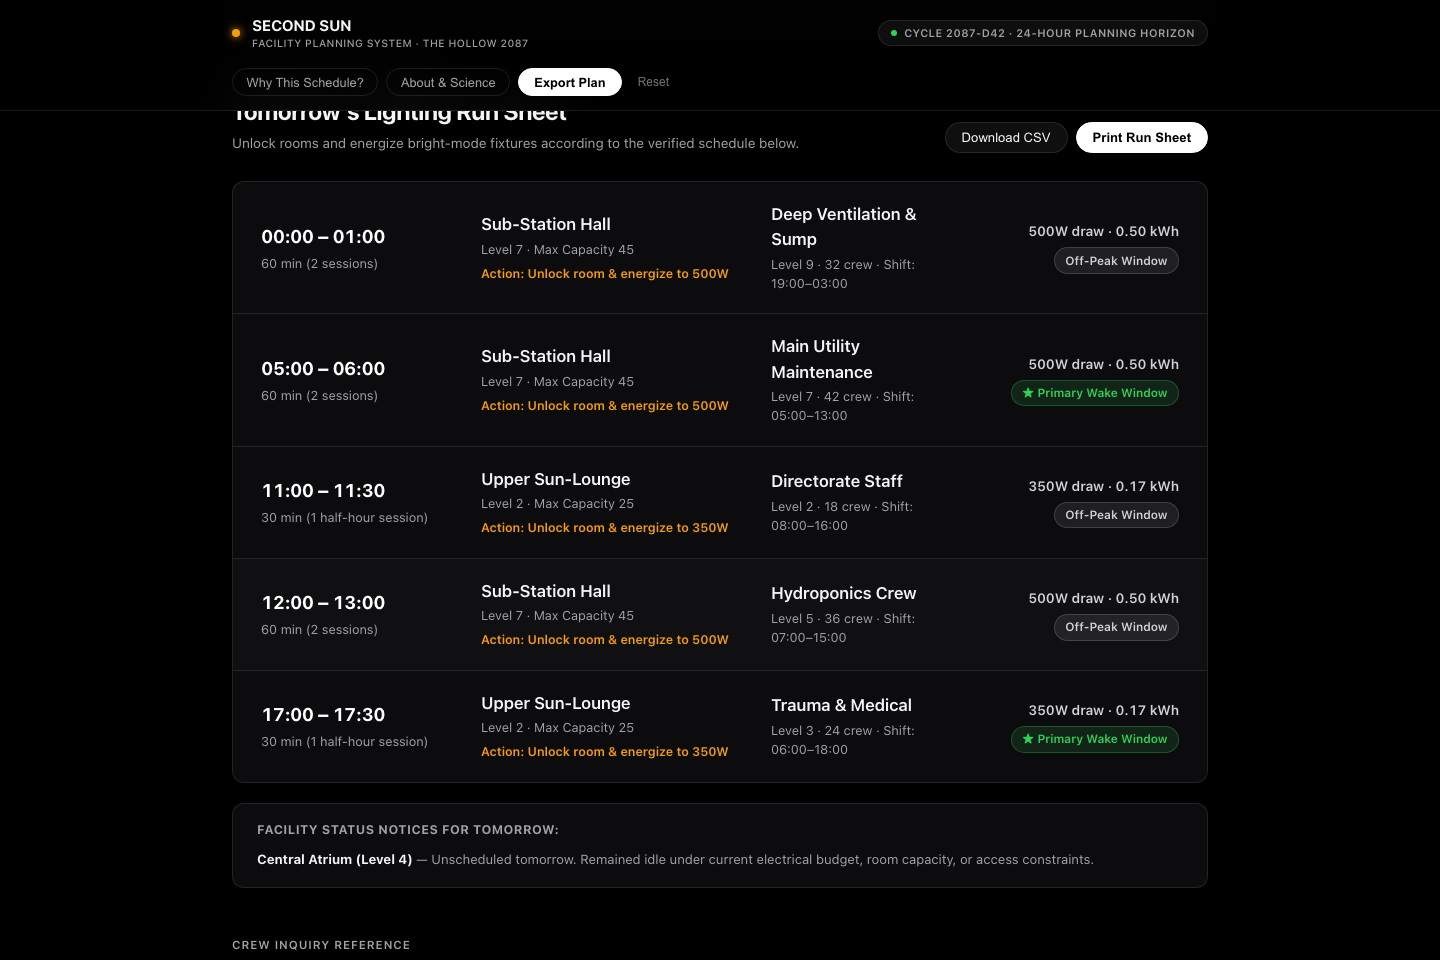 SECOND SUN
FACILITY PLANNING SYSTEM · THE HOLLOW 2087
CYCLE 2087-D42 · 24-HOUR PLANNING HORIZON
Why This Schedule?
About & Science
Export Plan
Reset
Tomorrow's Lighting Run Sheet
Unlock rooms and energize bright-mode fixtures according to the verified schedule below.
Download CSV
Print Run Sheet
00:00 – 01:00
60 min (2 sessions)
Sub-Station Hall
Level 7 · Max Capacity 45
Action: Unlock room & energize to 500W
Deep Ventilation &
Sump
Level 9 · 32 crew · Shift:
19:00–03:00
500W draw · 0.50 kWh
Off-Peak Window
05:00 – 06:00
60 min (2 sessions)
Sub-Station Hall
Level 7 · Max Capacity 45
Action: Unlock room & energize to 500W
Main Utility
Maintenance
Level 7 · 42 crew · Shift:
05:00–13:00
500W draw · 0.50 kWh
★ Primary Wake Window
11:00 – 11:30
30 min (1 half-hour session)
Upper Sun-Lounge
Level 2 · Max Capacity 25
Action: Unlock room & energize to 350W
Directorate Staff
Level 2 · 18 crew · Shift:
08:00–16:00
350W draw · 0.17 kWh
Off-Peak Window
12:00 – 13:00
60 min (2 sessions)
Sub-Station Hall
Level 7 · Max Capacity 45
Action: Unlock room & energize to 500W
Hydroponics Crew
Level 5 · 36 crew · Shift:
07:00–15:00
500W draw · 0.50 kWh
Off-Peak Window
17:00 – 17:30
30 min (1 half-hour session)
Upper Sun-Lounge
Level 2 · Max Capacity 25
Action: Unlock room & energize to 350W
Trauma & Medical
Level 3 · 24 crew · Shift:
06:00–18:00
350W draw · 0.17 kWh
★ Primary Wake Window
FACILITY STATUS NOTICES FOR TOMORROW:
Central Atrium (Level 4) — Unscheduled tomorrow. Remained idle under current electrical budget, room capacity, or access constraints.
CREW INQUIRY REFERENCE